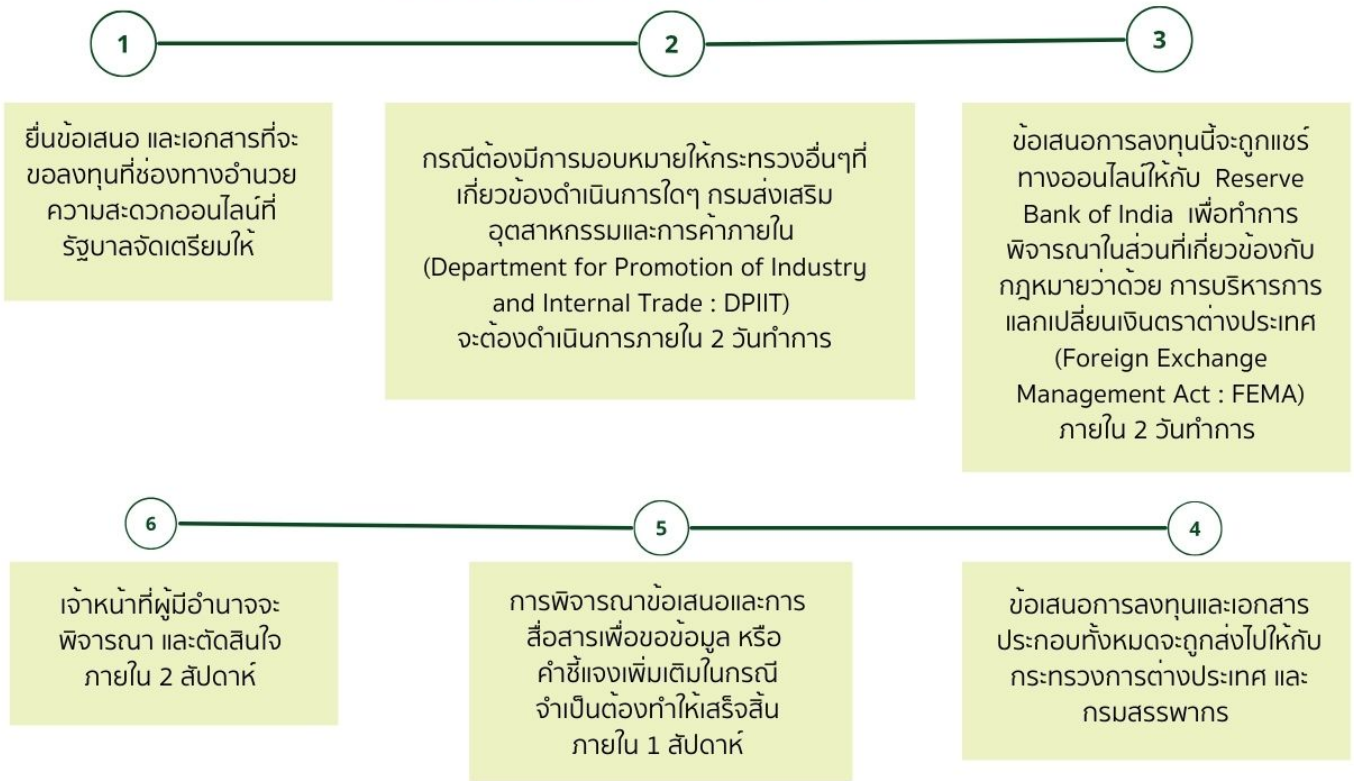 1
ยื่นข้อเสนอ และเอกสารที่จะ
ขอลงทุนที่ช่องทางอำนวย
ความสะดวกออนไลน์ที่
รัฐบาลจัดเตรียมให้
2
กรณีต้องมีการมอบหมายให้กระทรวงอื่นๆที่
เกี่ยวข้องดำเนินการใดๆ กรมส่งเสริม
อุตสาหกรรมและการค้าภายใน
(Department for Promotion of Industry
and Internal Trade : DPIIT)
จะต้องดำเนินการภายใน 2 วันทำการ
3
ข้อเสนอการลงทุนนี้จะถูกแชร์
ทางออนไลน์ให้กับ Reserve
Bank of India เพื่อทำการ
พิจารณาในส่วนที่เกี่ยวข้องกับ
กฎหมายว่าด้วย การบริหารการ
แลกเปลี่ยนเงินตราต่างประเทศ
(Foreign Exchange
Management Act : FEMA)
ภายใน 2 วันทำการ
4
ข้อเสนอการลงทุนและเอกสาร
ประกอบทั้งหมดจะถูกส่งไปให้กับ
กระทรวงการต่างประเทศ และ
กรมสรรพากร
5
การพิจารณาข้อเสนอและการ
สื่อสารเพื่อขอข้อมูล หรือ
คำชี้แจงเพิ่มเติมในกรณี
จำเป็นต้องทำให้เสร็จสิ้น
ภายใน 1 สัปดาห์
6
เจ้าหน้าที่ผู้มีอำนาจจะ
พิจารณา และตัดสินใจ
ภายใน 2 สัปดาห์